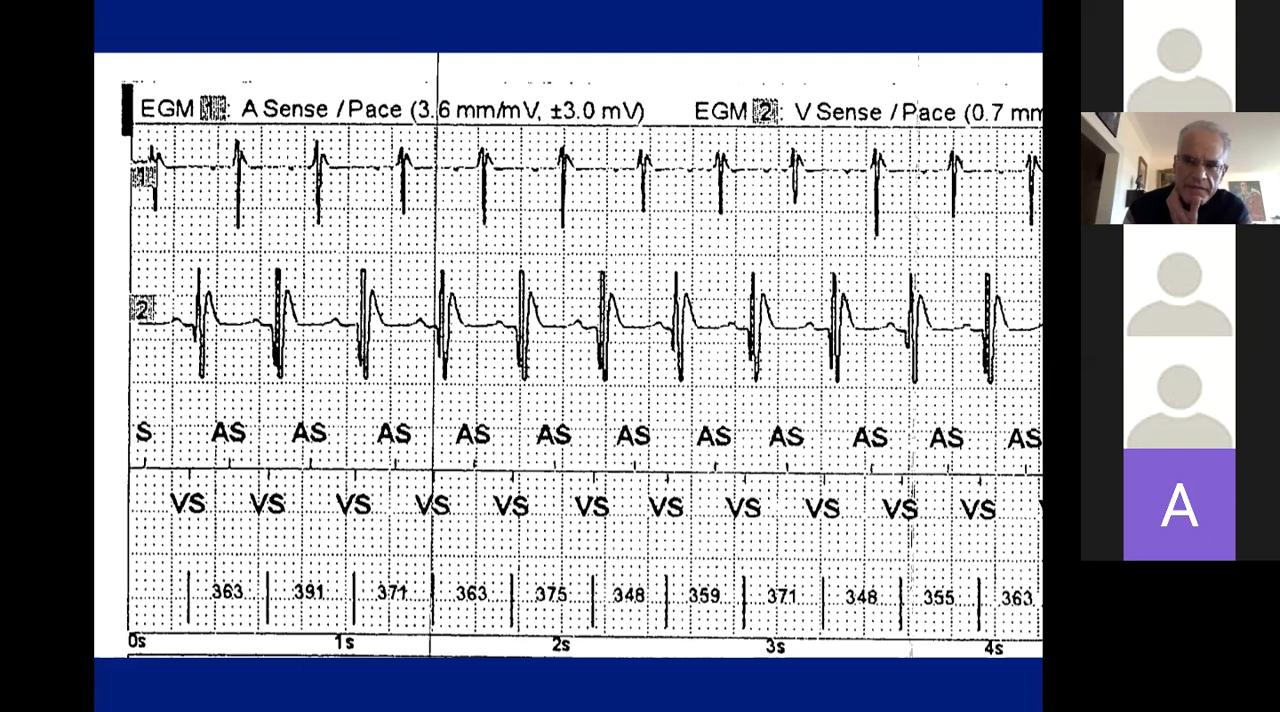 EGM 1: A Sense / Pace (3.6 mm/mV, ±3.0 mV) EGM 2: V Sense / Pace (0.7 mm
1
2
S AS AS AS AS AS AS AS AS AS AS AS
VS VS VS VS VS VS VS VS VS VS VS
363 391 371 363 375 348 359 371 348 355 363
0s 1s 2s 3s 4s
A